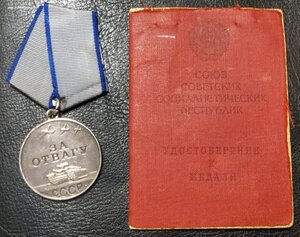 ЗА
ОТВАГУ
СССР
СОЮЗ
СОВЕТСКИХ
СОЦИАЛИСТИЧЕСКИХ
РЕСПУБЛИК
УДОСТОВЕРЕНИЕ
К
МЕДАЛИ